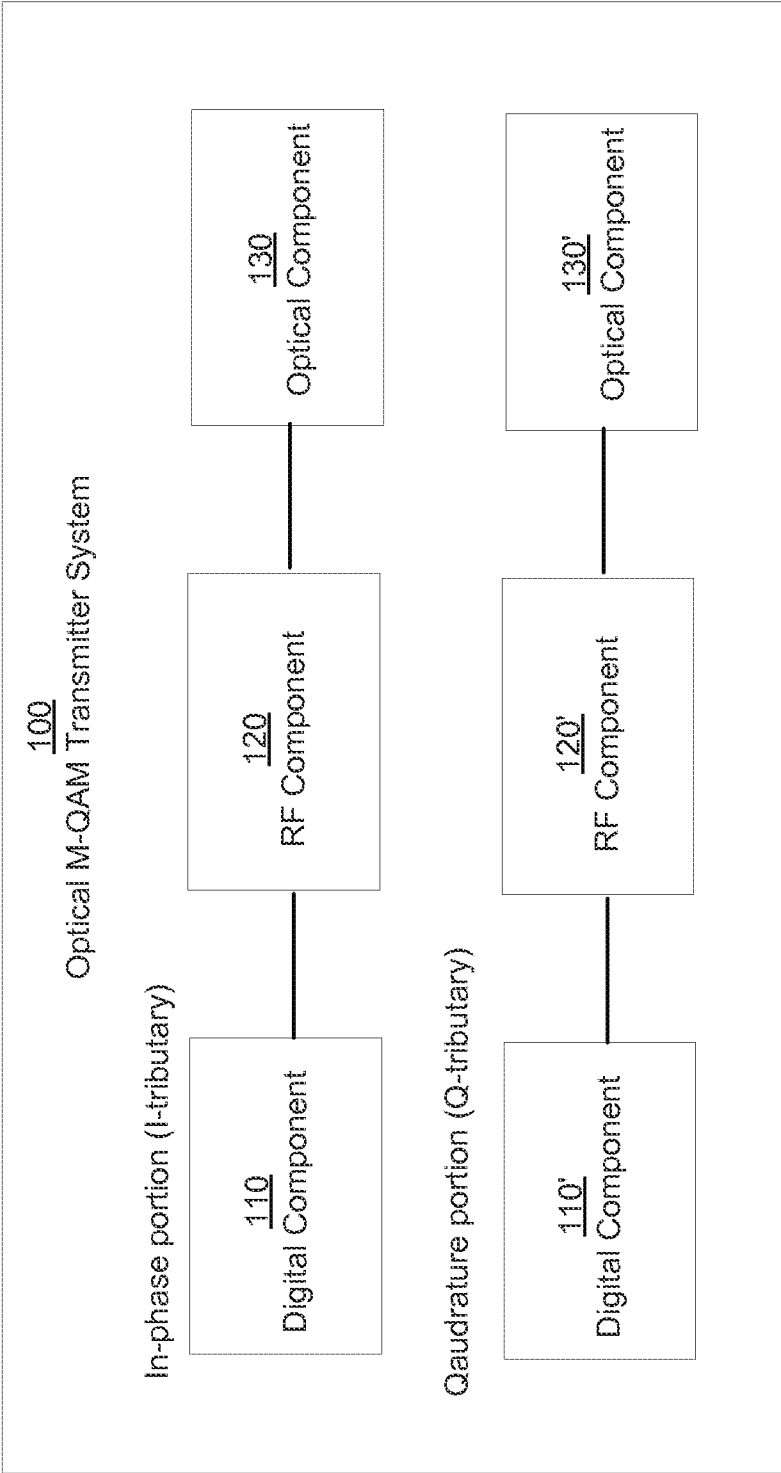 100
Optical M-QAM Transmitter System
In-phase portion (I-tributary)
110
Digital Component
120
RF Component
130
Optical Component
Qaudrature portion (Q-tributary)
110'
Digital Component
120'
RF Component
130'
Optical Component